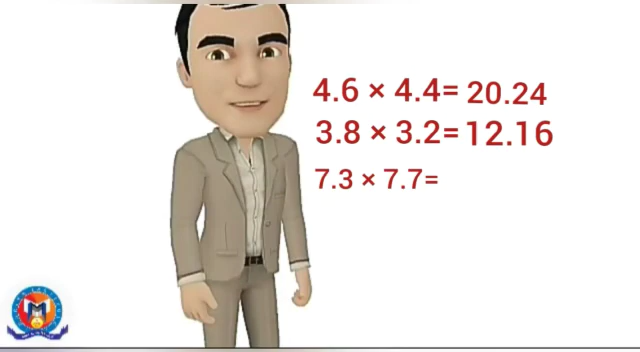 4.6 × 4.4= 20.24
3.8 × 3.2= 12.16
7.3 × 7.7=